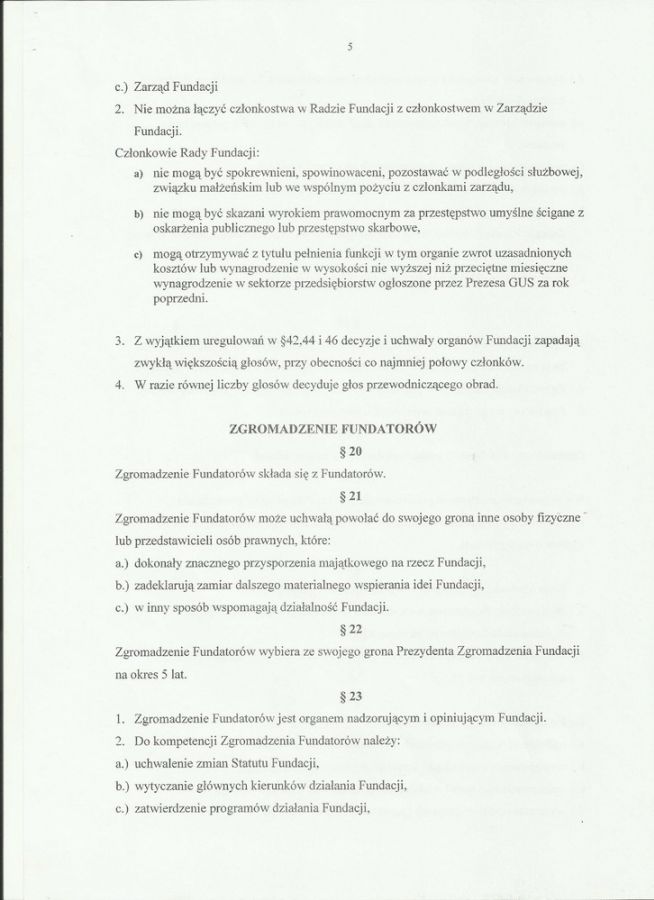 5
c.) Zarząd Fundacji
2. Nie można łączyć członkostwa w Radzie Fundacji z członkostwem w Zarządzie
Fundacji.
Członkowie Rady Fundacji:
a) nie mogą być spokrewnieni, spowinowaceni, pozostawać w podległości służbowej,
związku małżeńskim lub we wspólnym pożyciu z członkami zarządu,
b) nie mogą być skazani wyrokiem prawomocnym za przestępstwo umyślne ścigane z
oskarżenia publicznego lub przestępstwo skarbowe,
c) mogą otrzymywać z tytułu pełnienia funkcji w tym organie zwrot uzasadnionych
kosztów lub wynagrodzenie w wysokości nie wyższej niż przeciętne miesięczne
wynagrodzenie w sektorze przedsiębiorstw ogłoszone przez Prezesa GUS za rok
poprzedni.
3. Z wyjątkiem uregulowań w §42,44 i 46 decyzje i uchwały organów Fundacji zapadają
zwykłą większością głosów, przy obecności co najmniej połowy członków.
4. W razie równej liczby głosów decyduje głos przewodniczącego obrad.
ZGROMADZENIE FUNDATORÓW
§ 20
Zgromadzenie Fundatorów składa się z Fundatorów.
§ 21
Zgromadzenie Fundatorów może uchwałą powołać do swojego grona inne osoby fizyczne
lub przedstawicieli osób prawnych, które:
a.) dokonały znacznego przysporzenia majątkowego na rzecz Fundacji,
b.) zadeklarują zamiar dalszego materialnego wspierania idei Fundacji,
c.) w inny sposób wspomagają działalność Fundacji.
§ 22
Zgromadzenie Fundatorów wybiera ze swojego grona Prezydenta Zgromadzenia Fundacji
na okres 5 lat.
§ 23
1. Zgromadzenie Fundatorów jest organem nadzorującym i opiniującym Fundacji.
2. Do kompetencji Zgromadzenia Fundatorów należy:
a.) uchwalenie zmian Statutu Fundacji,
b.) wytyczanie głównych kierunków działania Fundacji,
c.) zatwierdzenie programów działania Fundacji,